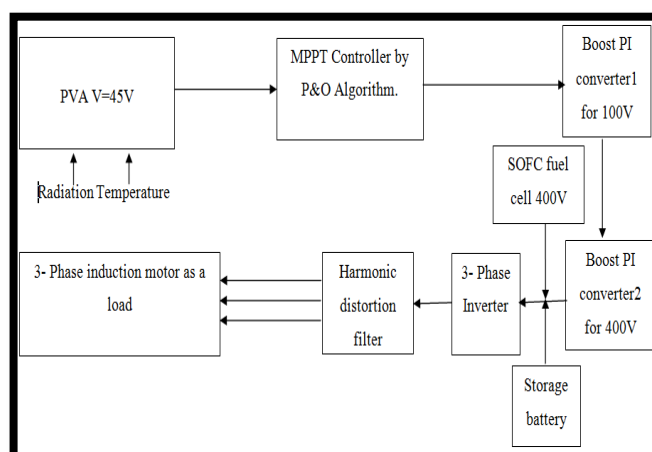 PVA V=45V
MPPT Controller by
P&O Algorithm.
Boost PI
converter1
for 100V
Radiation Temperature
SOFC fuel
cell 400V
3- Phase induction motor as a
load
Harmonic
distortion
filter
3- Phase
Inverter
Boost PI
converter2
for 400V
Storage
battery